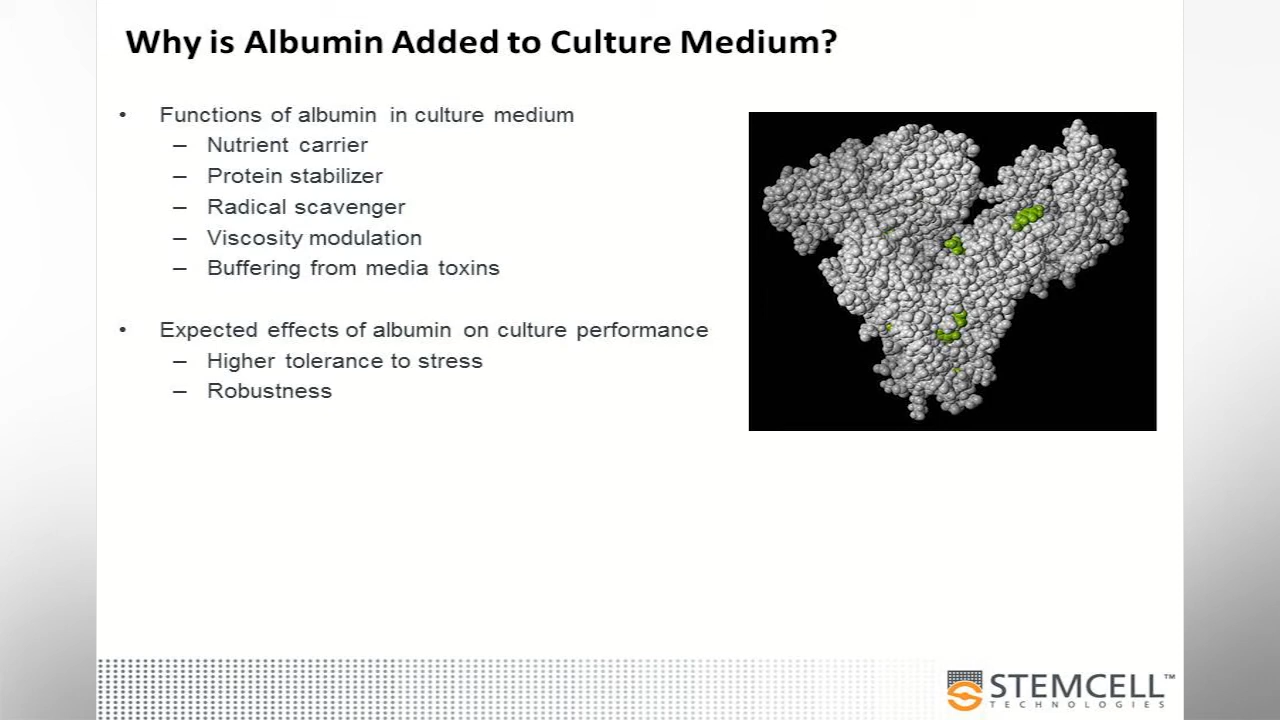 Why is Albumin Added to Culture Medium?
• Functions of albumin in culture medium
– Nutrient carrier
– Protein stabilizer
– Radical scavenger
– Viscosity modulation
– Buffering from media toxins
• Expected effects of albumin on culture performance
– Higher tolerance to stress
– Robustness
STEMCELL™
TECHNOLOGIES